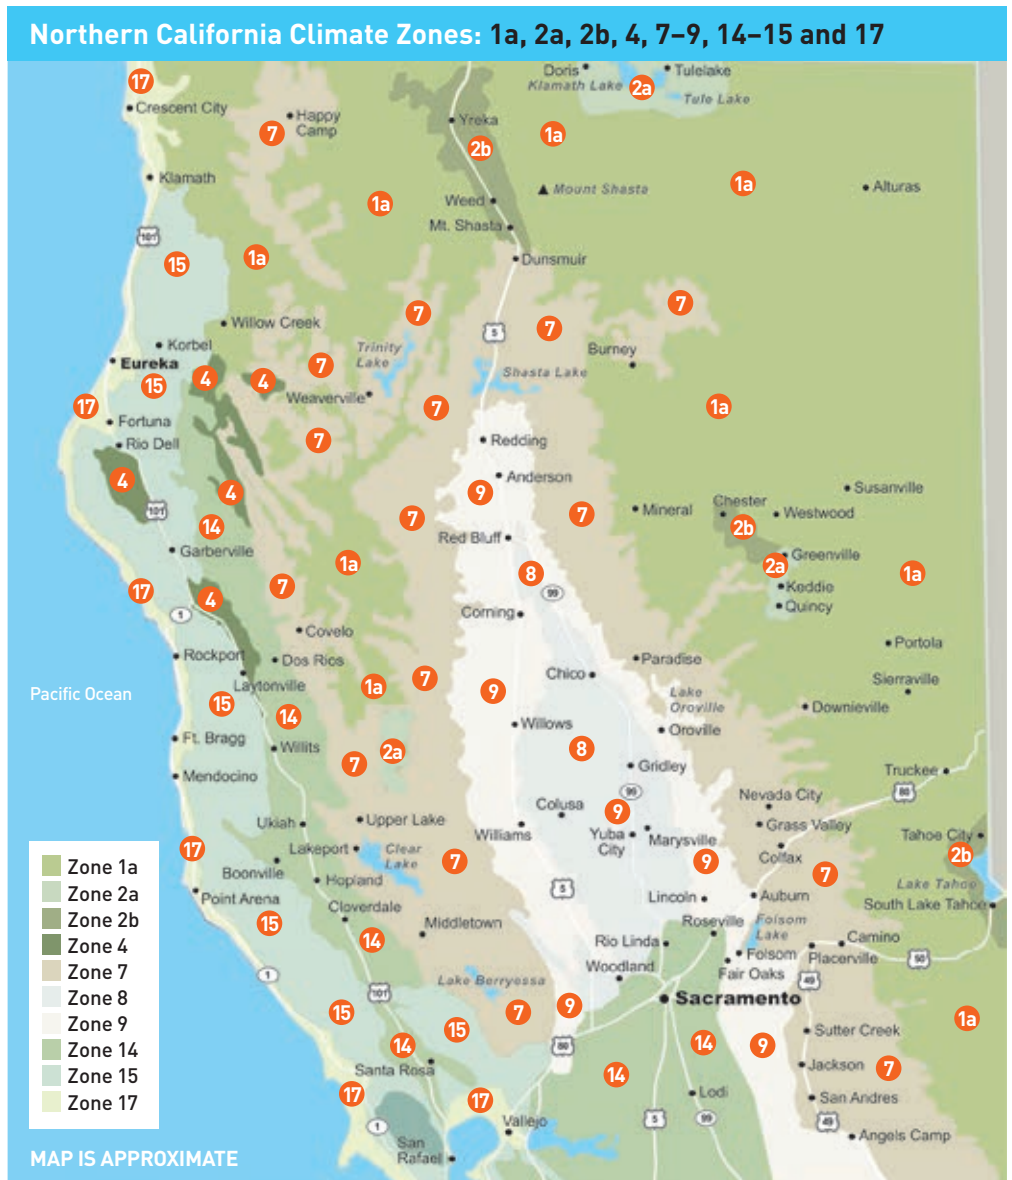 Northern California Climate Zones: 1a, 2a, 2b, 4, 7–9, 14–15 and 17
Doris
Tulelake
17
Klamath Lake
2a
Tule Lake
Crescent City
Happy
Camp
7
Yreka
1a
2b
Klamath
1a
Mount Shasta
1a
Alturas
Weed
Mt. Shasta
101
15
1a
Dunsmuir
7
7
7
Willow Creek
5
Korbel
Trinity
Lake
Burney
Eureka
7
Shasta Lake
15
4
4
Weaverville
17
7
1a
Fortuna
Rio Dell
7
Redding
4
4
Anderson
9
Susanville
101
14
7
7
Mineral
Chester
Westwood
2b
Red Bluff
Garberville
1a
Greenville
2a
1a
17
4
7
8
99
Keddie
Quincy
1
Corning
Covelo
Portola
Rockport
Dos Rios
Paradise
Laytonville
1a
7
Chico
Sierraville
15
14
9
Lake
Oroville
Downieville
Ft. Bragg
Willits
Willows
Oroville
7
2a
8
Mendocino
Gridley
Truckee
99
80
Nevada City
Colusa
9
Ukiah
Upper Lake
Williams
Yuba
City
Marysville
Grass Valley
Tahoe City
17
Lakeport
Clear
Lake
7
9
Colfax
2b
Boonville
Hopland
7
Lake Tahoe
Point Arena
5
Lincoln
Auburn
South Lake Tahoe
Cloverdale
15
Middletown
Roseville
Folsom
Lake
14
Rio Linda
Camino
Folsom
Placerville
50
Woodland
Fair Oaks
1
Lake Berryessa
49
101
Sacramento
15
7
9
1a
15
Sutter Creek
14
80
14
9
Santa Rosa
14
Jackson
7
17
17
Lodi
San Andres
1
Vallejo
5
99
49
San
Rafael
Angels Camp
Pacific Ocean
Zone 1a
Zone 2a
Zone 2b
Zone 4
Zone 7
Zone 8
Zone 9
Zone 14
Zone 15
Zone 17
MAP IS APPROXIMATE